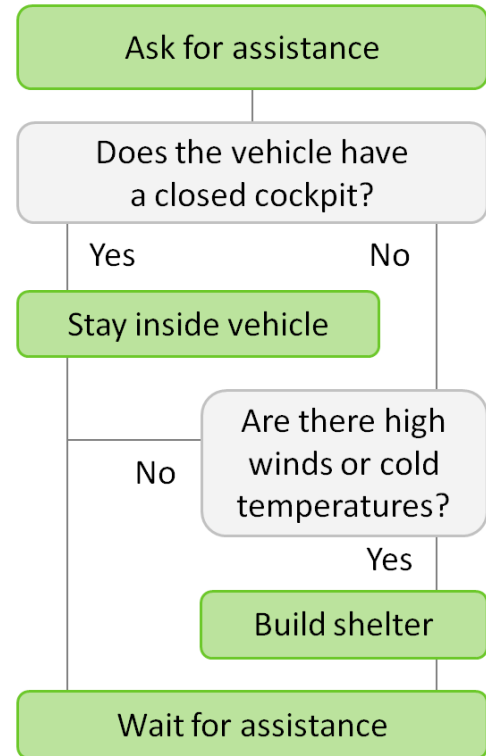 Ask for assistance
Does the vehicle have
a closed cockpit?
Yes
No
Stay inside vehicle
Are there high
winds or cold
temperatures?
No
Yes
Build shelter
Wait for assistance